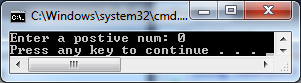 C:\Windows\system32\cmd....
Enter a postive num: 0
Press any key to continue . . .